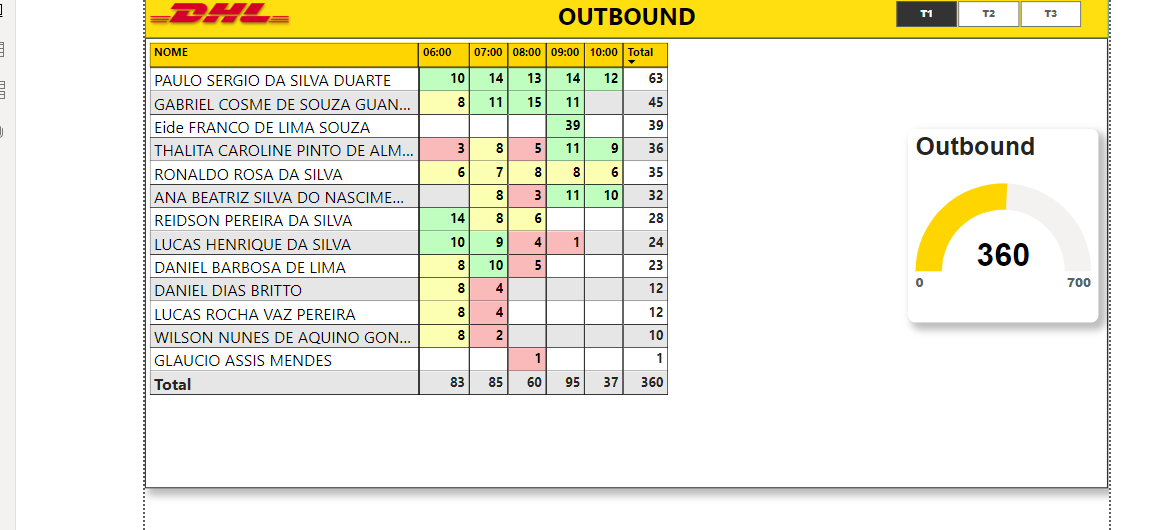 DHL
OUTBOUND
T1 T2 T3
NOME 06:00 07:00 08:00 09:00 10:00 Total
PAULO SERGIO DA SILVA DUARTE 10 14 13 14 12 63
GABRIEL COSME DE SOUZA GUAN... 8 11 15 11 45
Eide FRANCO DE LIMA SOUZA 39 39
THALITA CAROLINE PINTO DE ALM... 3 8 5 11 9 36
RONALDO ROSA DA SILVA 6 7 8 8 6 35
ANA BEATRIZ SILVA DO NASCIME... 8 3 11 10 32
REIDSON PEREIRA DA SILVA 14 8 6 28
LUCAS HENRIQUE DA SILVA 10 9 4 1 24
DANIEL BARBOSA DE LIMA 8 10 5 23
DANIEL DIAS BRITTO 8 4 12
LUCAS ROCHA VAZ PEREIRA 8 4 12
WILSON NUNES DE AQUINO GON... 8 2 10
GLAUCIO ASSIS MENDES 1 1
Total 83 85 60 95 37 360
Outbound
360
0 700